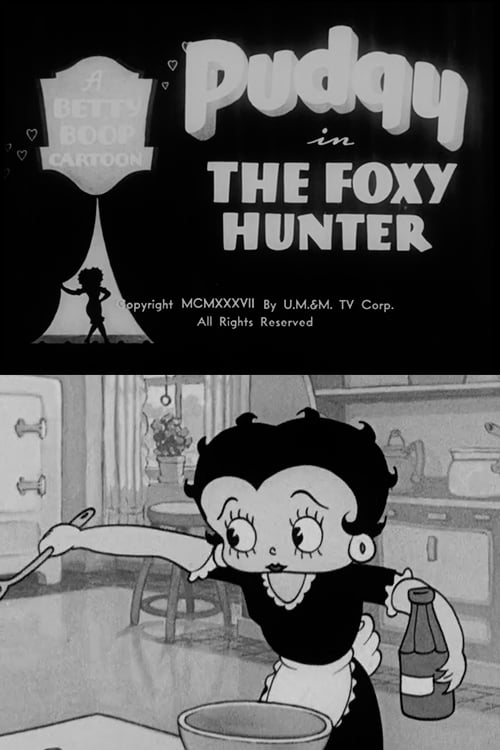 A
BETTY
BOOP
CARTOON
Pudgy
in
THE FOXY
HUNTER
Copyright MCMXXXVII By U.M.&M. TV Corp.
All Rights Reserved